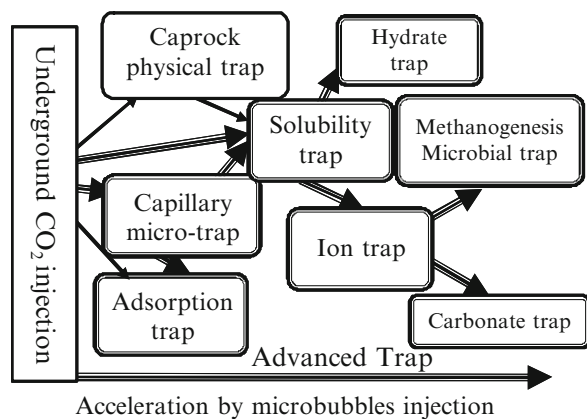 Underground CO₂ injection
Caprock
physical trap
Hydrate
trap
Solubility
trap
Methanogenesis
Microbial trap
Capillary
micro-trap
Ion trap
Adsorption
trap
Carbonate trap
Advanced Trap
Acceleration by microbubbles injection